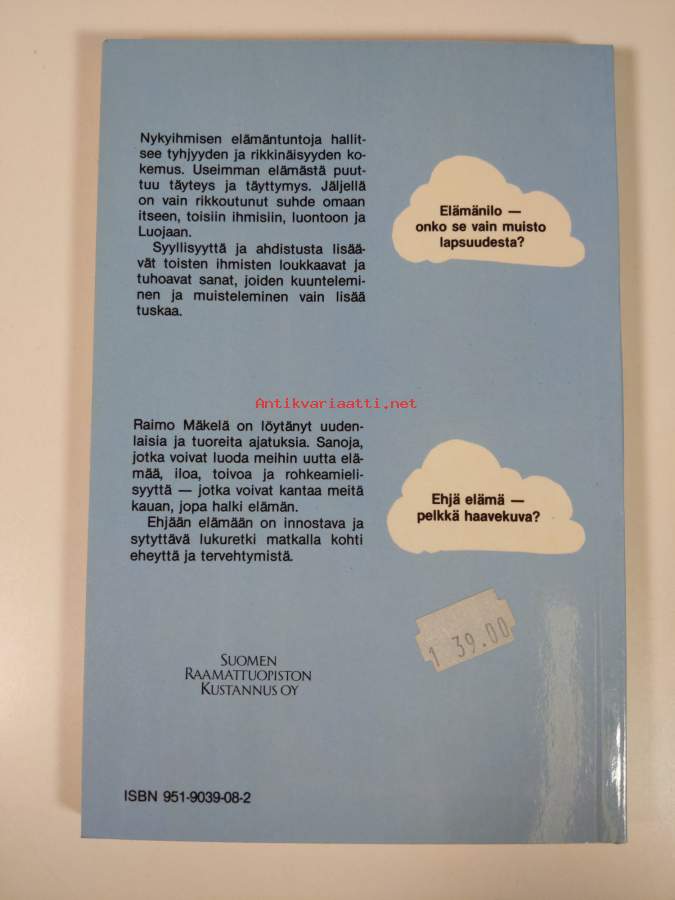 Nykyihmisen elämäntuntoja hallit-
see tyhjyyden ja rikkinäisyyden ko-
kemus. Useimman elämästä puut-
tuu täyteys ja täyttymys. Jäljellä
on vain rikkoutunut suhde omaan
itseen, toisiin ihmisiin, luontoon ja
Luojaan.
Syyllisyyttä ja ahdistusta lisää-
vät toisten ihmisten loukkaavat ja
tuhoavat sanat, joiden kuuntelemi-
nen ja muisteleminen vain lisää
tuskaa.
Elämänilo —
onko se vain muisto
lapsuudesta?
Antikvariaatti.net
Raimo Mäkelä on löytänyt uuden-
laisia ja tuoreita ajatuksia. Sanoja,
jotka voivat luoda meihin uutta elä-
mää, iloa, toivoa ja rohkeamieli-
syyttä — jotka voivat kantaa meitä
kauan, jopa halki elämän.
Ehjään elämään on innostava ja
sytyttävä lukuretki matkalla kohti
eheyttä ja tervehtymistä.
Ehjä elämä —
pelkkä haavekuva?
1 39.00
SUOMEN
RAAMATTUOPISTON
KUSTANNUS OY
ISBN 951-9039-08-2